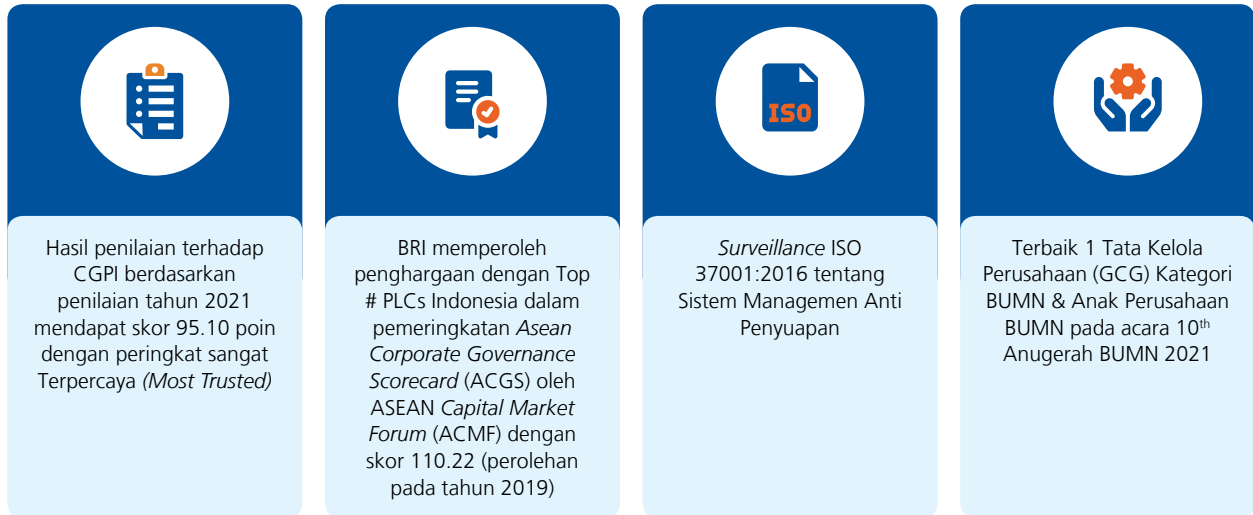 Hasil penilaian terhadap
CGPI berdasarkan
penilaian tahun 2021
mendapat skor 95.10 poin
dengan peringkat sangat
Terpercaya (Most Trusted)
BRI memperoleh
penghargaan dengan Top
# PLCs Indonesia dalam
pemeringkatan Asean
Corporate Governance
Scorecard (ACGS) oleh
ASEAN Capital Market
Forum (ACMF) dengan
skor 110.22 (perolehan
pada tahun 2019)
ISO
Surveillance ISO
37001:2016 tentang
Sistem Managemen Anti
Penyuapan
Terbaik 1 Tata Kelola
Perusahaan (GCG) Kategori
BUMN & Anak Perusahaan
BUMN pada acara 10th
Anugerah BUMN 2021